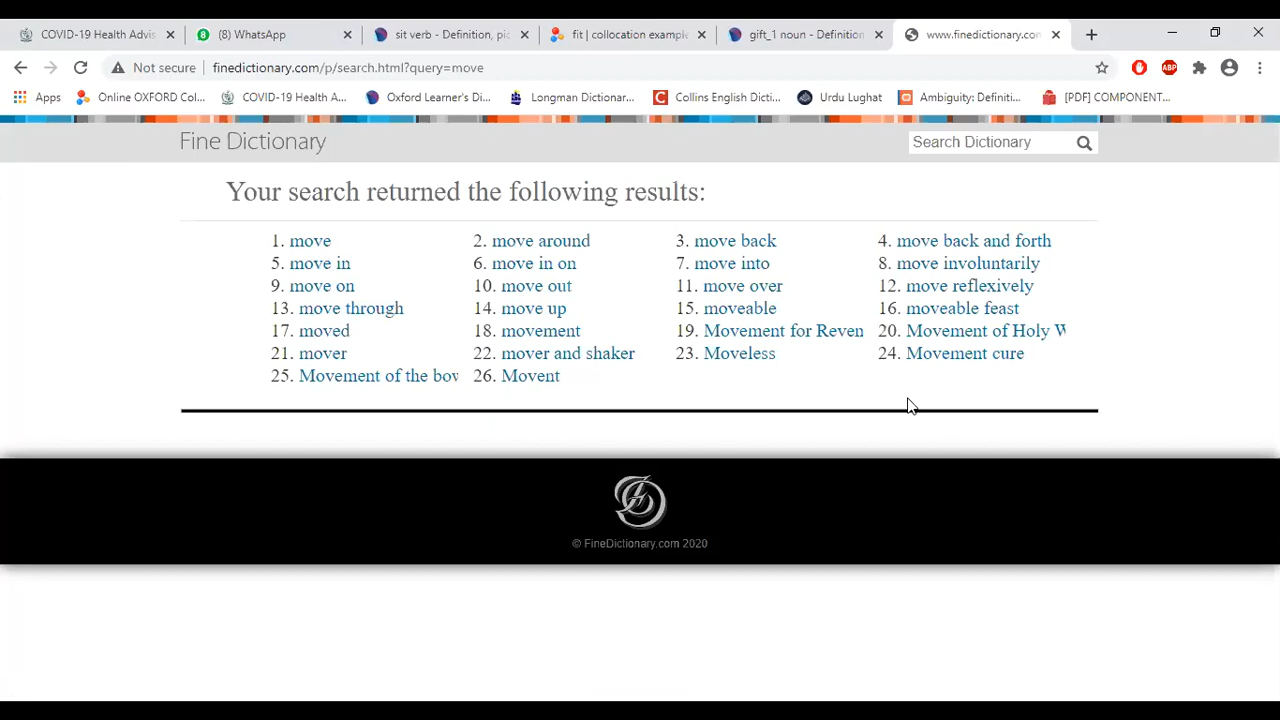 COVID-19 Health Advis
(8) WhatsApp
sit verb - Definition, pic
fit | collocation example
gift_1 noun - Definition
www.finedictionary.com
Not secure
finedictionary.com/p/search.html?query=move
Apps
Online OXFORD Col...
COVID-19 Health A...
Oxford Learner's Di...
Longman Dictionar...
Collins English Dicti...
Urdu Lughat
Ambiguity: Definiti...
[PDF] COMPONENT...
Fine Dictionary
Search Dictionary
Your search returned the following results:
1. move 2. move around 3. move back 4. move back and forth
5. move in 6. move in on 7. move into 8. move involuntarily
9. move on 10. move out 11. move over 12. move reflexively
13. move through 14. move up 15. moveable 16. moveable feast
17. moved 18. movement 19. Movement for Reven 20. Movement of Holy W
21. mover 22. mover and shaker 23. Moveless 24. Movement cure
25. Movement of the bow 26. Movent
© FineDictionary.com 2020